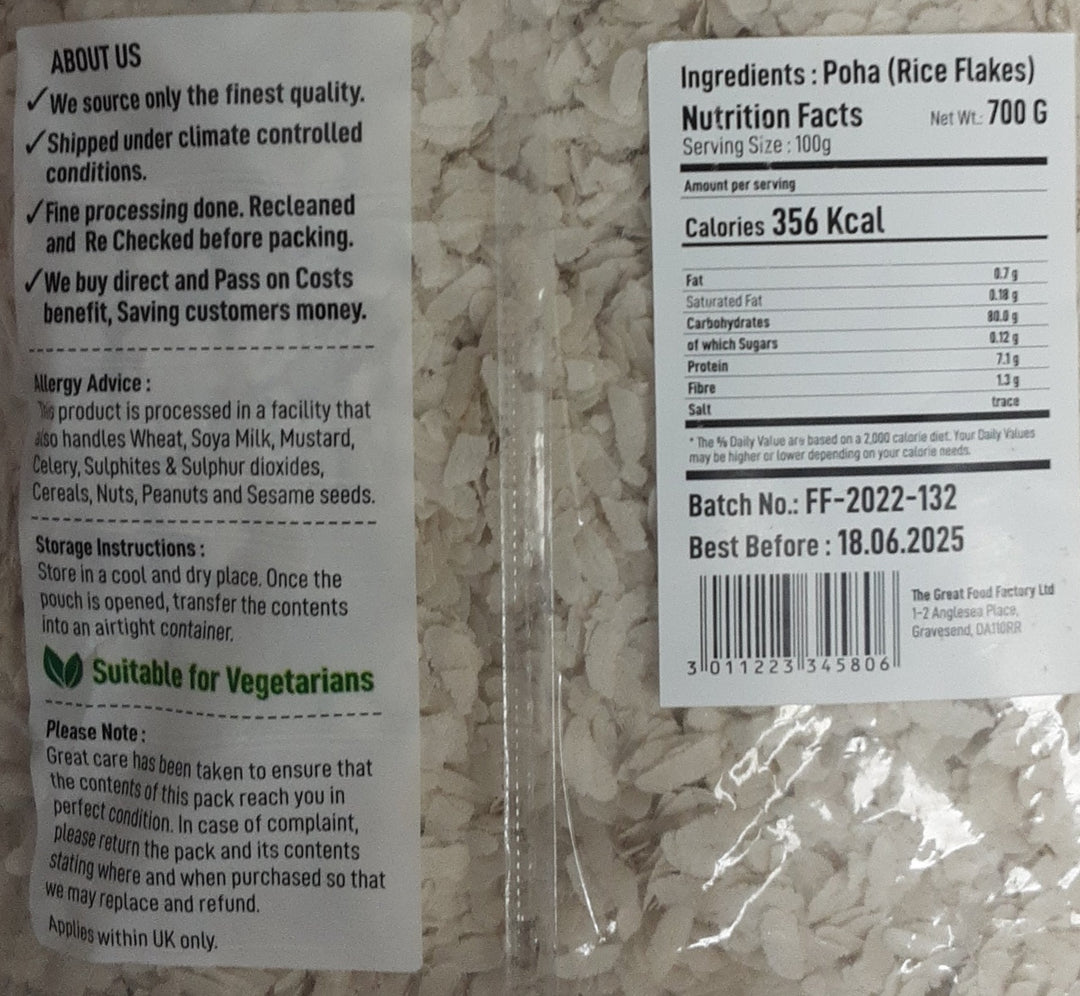 ABOUT US
✓ We source only the finest quality.
✓ Shipped under climate controlled
conditions.
✓ Fine processing done. Recleaned
and Re Checked before packing.
✓ We buy direct and Pass on Costs
benefit, Saving customers money.
Allergy Advice :
This product is processed in a facility that
also handles Wheat, Soya Milk, Mustard,
Celery, Sulphites & Sulphur dioxides,
Cereals, Nuts, Peanuts and Sesame seeds.
Storage Instructions :
Store in a cool and dry place. Once the
pouch is opened, transfer the contents
into an airtight container.
Suitable for Vegetarians
Please Note :
Great care has been taken to ensure that
the contents of this pack reach you in
perfect condition. In case of complaint,
please return the pack and its contents
stating where and when purchased so that
we may replace and refund.
Applies within UK only.
Ingredients : Poha (Rice Flakes)
Nutrition Facts Net Wt.: 700 G
Serving Size : 100g
Amount per serving
Calories 356 Kcal
Fat 0.7 g
Saturated Fat 0.18 g
Carbohydrates 80.0 g
of which Sugars 0.12 g
Protein 7.1 g
Fibre 1.3 g
Salt trace
* The % Daily Value are based on a 2,000 calorie diet. Your Daily Values
may be higher or lower depending on your calorie needs.
Batch No.: FF-2022-132
Best Before : 18.06.2025
The Great Food Factory Ltd
1-2 Anglesea Place,
Gravesend, DA110RR
3 011223 345806